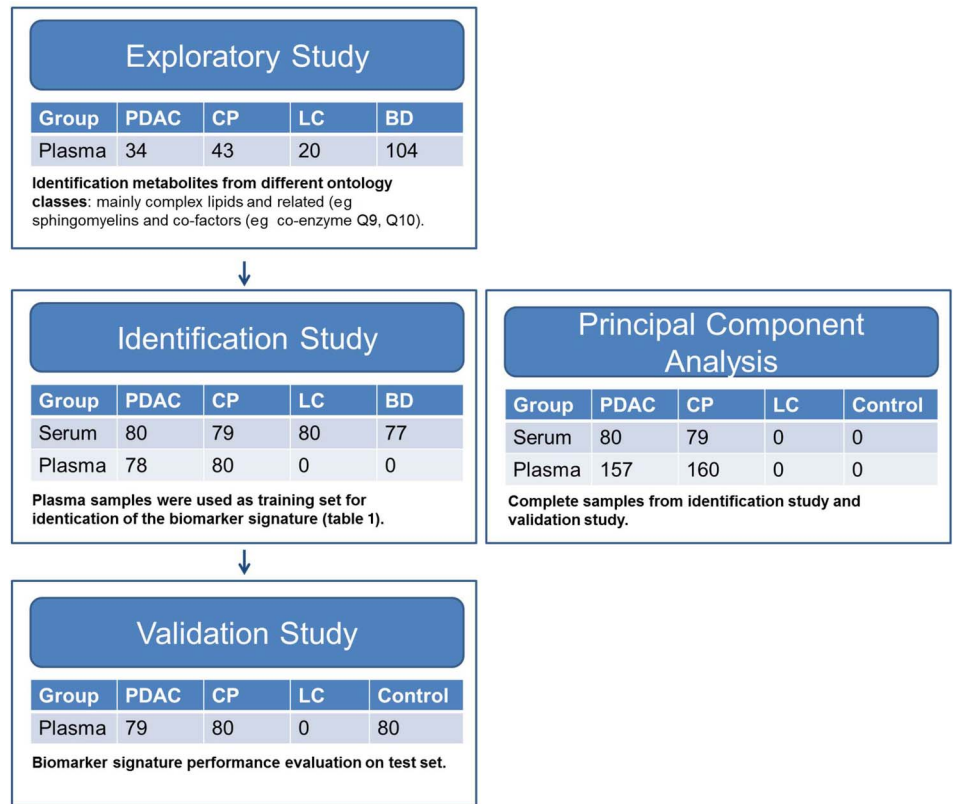 Exploratory Study
Group PDAC CP LC BD
Plasma 34 43 20 104
Identification metabolites from different ontology
classes: mainly complex lipids and related (eg
sphingomyelins and co-factors (eg co-enzyme Q9, Q10).
Identification Study
Group PDAC CP LC BD
Serum 80 79 80 77
Plasma 78 80 0 0
Plasma samples were used as training set for
identication of the biomarker signature (table 1).
Principal Component
Analysis
Group PDAC CP LC Control
Serum 80 79 0 0
Plasma 157 160 0 0
Complete samples from identification study and
validation study.
Validation Study
Group PDAC CP LC Control
Plasma 79 80 0 80
Biomarker signature performance evaluation on test set.